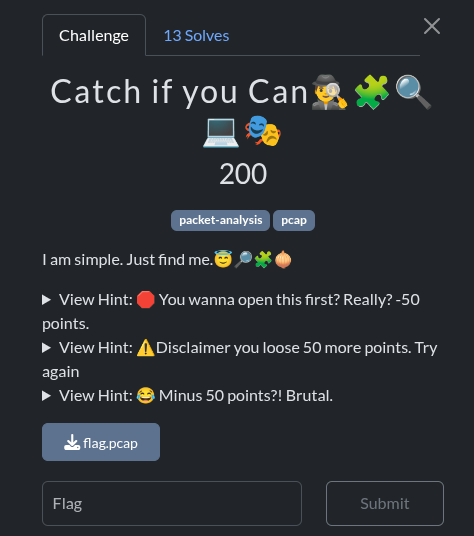 Challenge 13 Solves
Catch if you Can🕵️🧩🔍
💻🎭
200
packet-analysis pcap
I am simple. Just find me.😇🔎🧩🧅
View Hint: 🛑 You wanna open this first? Really? -50
points.
View Hint: ⚠️Disclaimer you loose 50 more points. Try
again
View Hint: 😂 Minus 50 points?! Brutal.
flag.pcap
Flag Submit